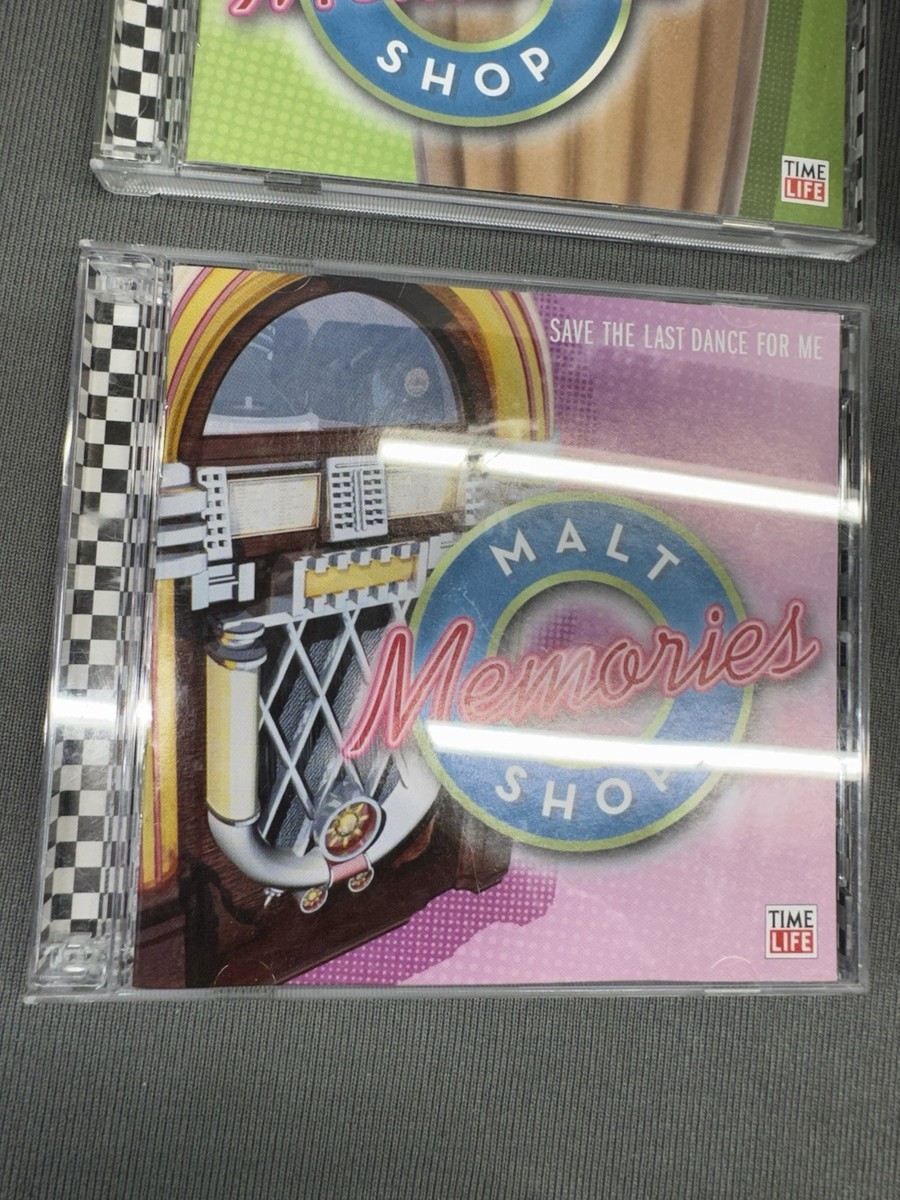 SHOP
TIME
LIFE
SAVE THE LAST DANCE FOR ME
MALT
Memories
SHOP
TIME
LIFE